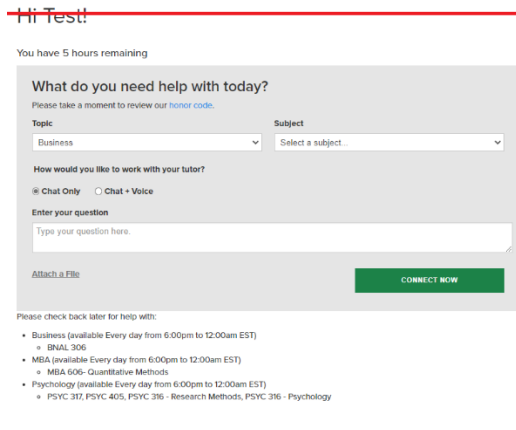 Hi Test!
You have 5 hours remaining
What do you need help with today?
Please take a moment to review our honor code.
Topic Subject
Business Select a subject...
How would you like to work with your tutor?
Chat Only Chat + Voice
Enter your question
Type your question here.
Attach a File CONNECT NOW
Please check back later for help with:
Business (available Every day from 6:00pm to 12:00am EST)
BNAL 306
MBA (available Every day from 6:00pm to 12:00am EST)
MBA 606- Quantitative Methods
Psychology (available Every day from 6:00pm to 12:00am EST)
PSYC 317, PSYC 405, PSYC 316 - Research Methods, PSYC 316 - Psychology